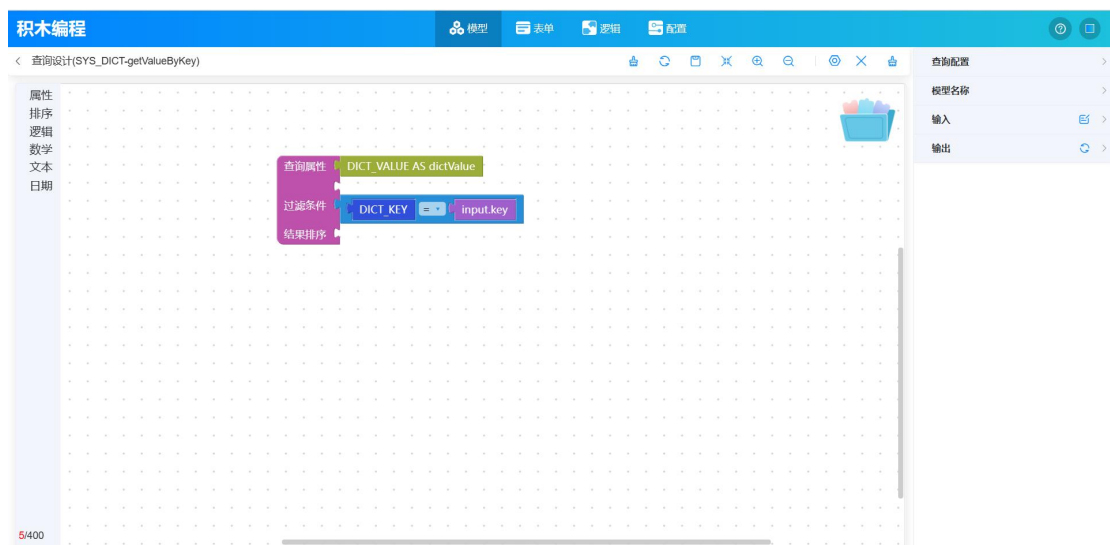 积木编程
模型
表单
逻辑
配置
查询设计(SYS_DICT-getValueByKey)
属性
排序
逻辑
数学
文本
日期
查询属性 DICT_VALUE AS dictValue
过滤条件 DICT_KEY = input.key
结果排序
查询配置
模型名称
输入
输出
5/400